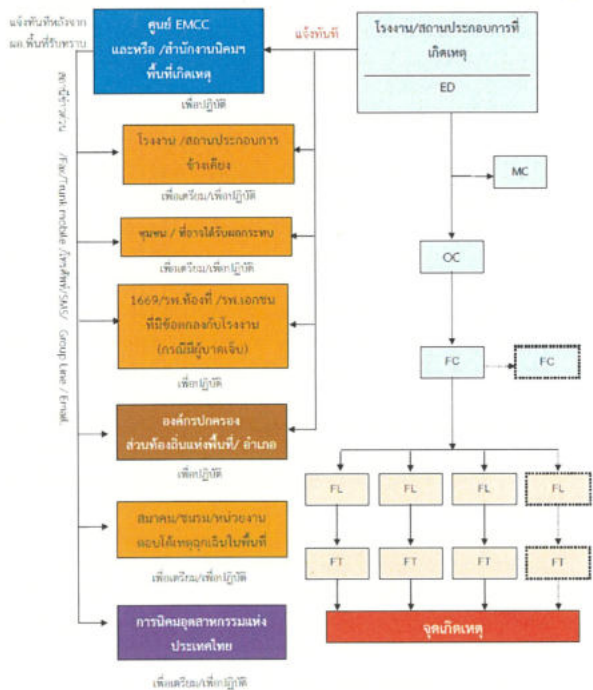 แจ้งทันทีหลังจาก
ผอ.พื้นที่รับทราบ
ศูนย์ EMCC
และหรือ /สำนักงานนิคมฯ
พื้นที่เกิดเหตุ
เพื่อปฏิบัติ
แจ้งทันที
โรงงาน/สถานประกอบการที่
เกิดเหตุ
ED
โรงงาน /สถานประกอบการ
ข้างเคียง
เพื่อเตรียม/เพื่อปฏิบัติ
MC
ชุมชน / ที่อาจได้รับผลกระทบ
เพื่อเตรียม/เพื่อปฏิบัติ
OC
1669/รพ.ท้องที่ /รพ.เอกชน
ที่มีข้อตกลงกับโรงงาน
(กรณีมีผู้บาดเจ็บ)
เพื่อปฏิบัติ
FC
FC
องค์กรปกครอง
ส่วนท้องถิ่นแห่งพื้นที่/ อำเภอ
เพื่อปฏิบัติ
FL
FL
FL
FL
สมาคม/ชมรม/หน่วยงาน
ตอบโต้เหตุฉุกเฉินในพื้นที่
เพื่อเตรียม/เพื่อปฏิบัติ
FT
FT
FT
FT
การนิคมอุตสาหกรรมแห่ง
ประเทศไทย
เพื่อเตรียม/เพื่อปฏิบัติ
จุดเกิดเหตุ
/Fax/Trunk mobile /โทรศัพท์/SMS/ Group Line / Email